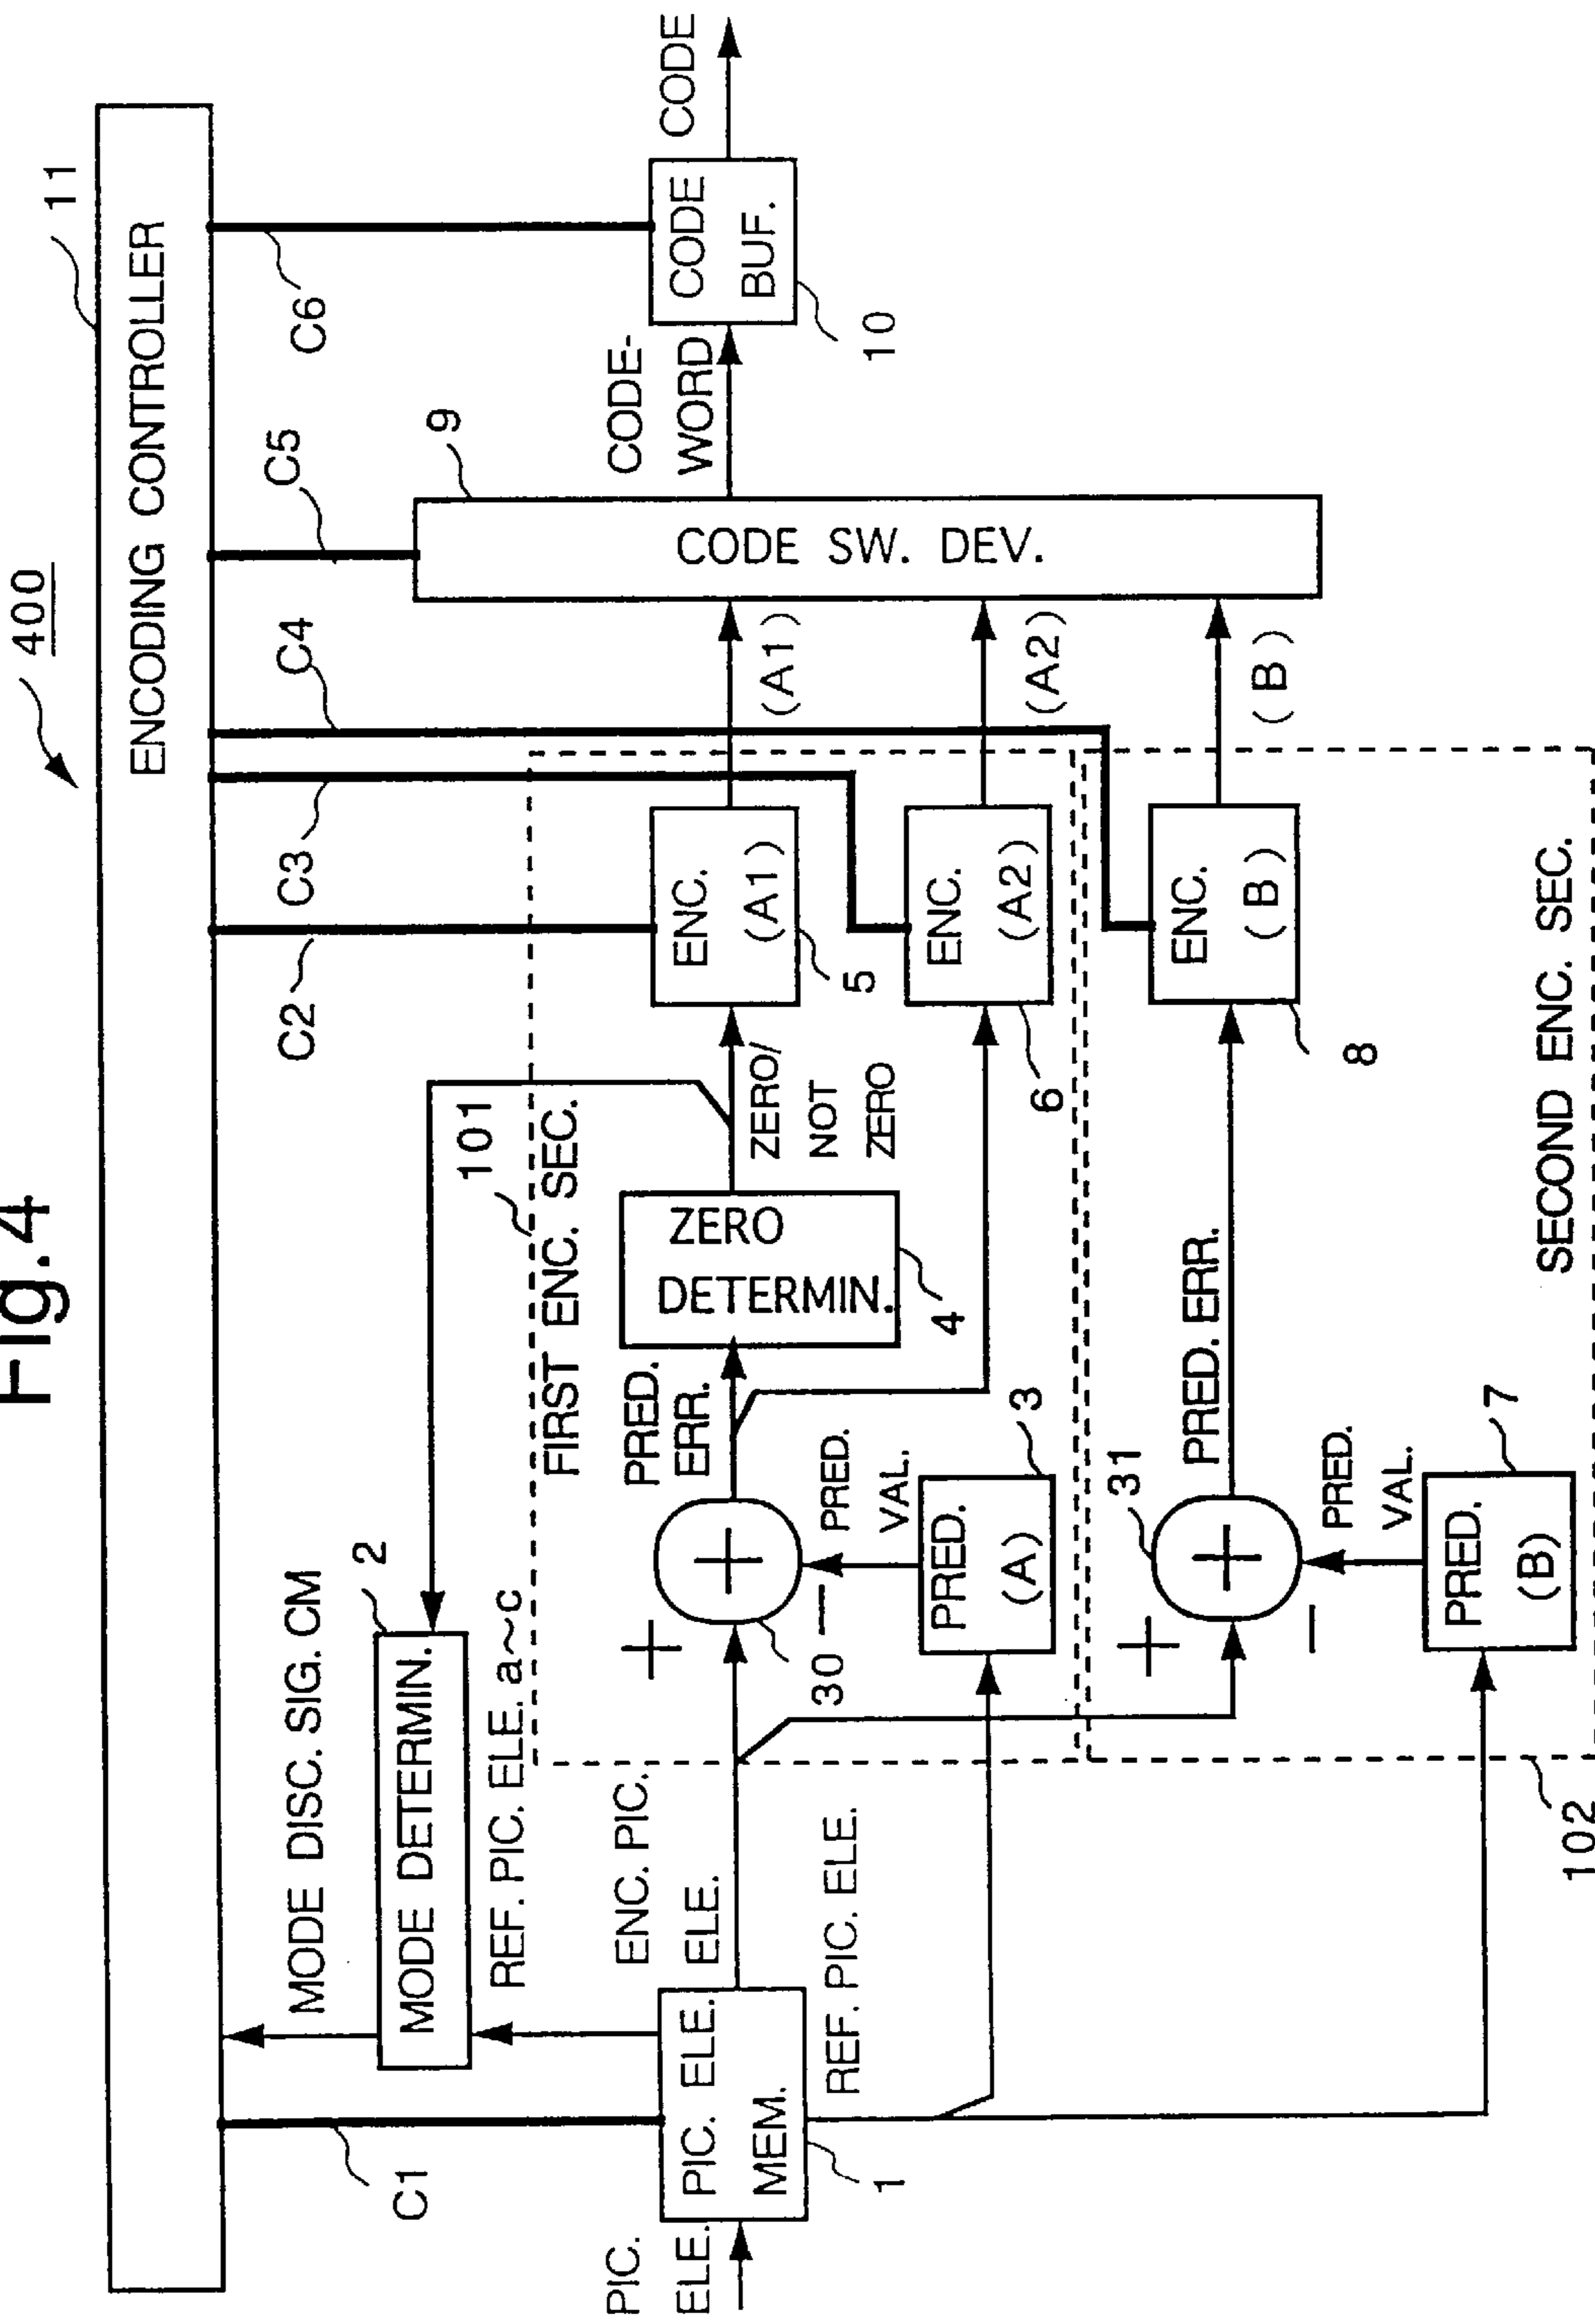 Fig.4
400
11
ENCODING CONTROLLER
C1
MODE DISC. SIG. CM
C2
C3
C4
C5
C6
2
MODE DETERMIN.
REF. PIC. ELE. a~c
101
FIRST ENC. SEC.
9
PIC.
ELE.
PIC. ELE.
MEM.
1
ENC. PIC.
ELE.
REF. PIC. ELE.
+
+
30
−
PRED.
ERR.
PRED.
VAL.
PRED.
(A)
3
ZERO
DETERMIN.
4
ZERO/
NOT
ZERO
ENC.
(A1)
5
(A1)
ENC.
(A2)
6
(A2)
CODE SW. DEV.
CODE-
WORD
CODE
BUF.
10
CODE
+
+
31
−
PRED. ERR.
PRED.
VAL.
PRED.
(B)
7
ENC.
(B)
8
(B)
102
SECOND ENC. SEC.